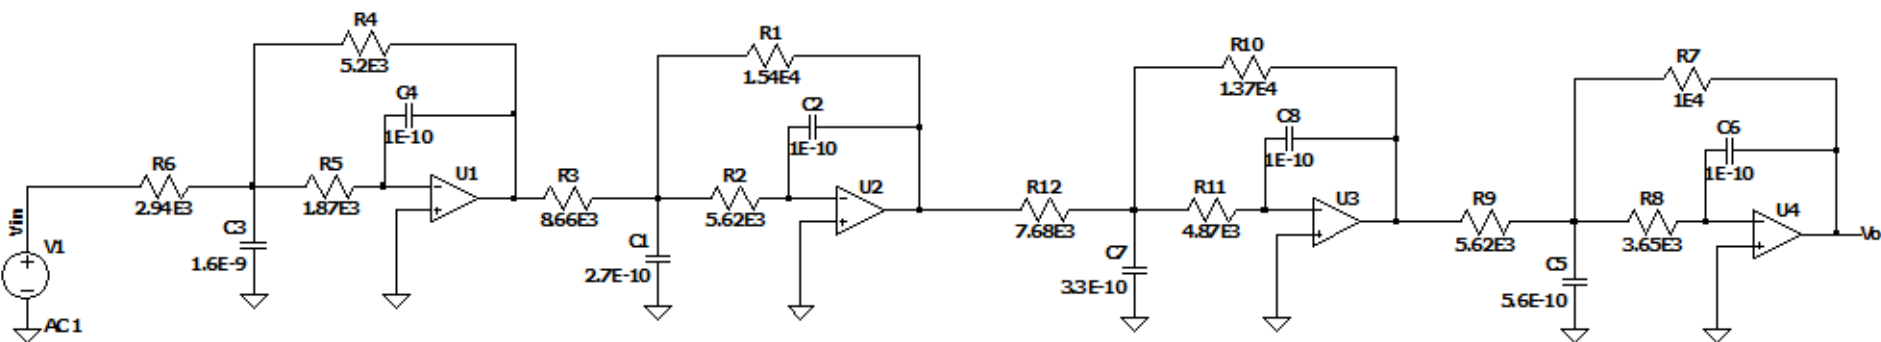 R4
5.2E3
C4
1E-10
R6
2.94E3
R5
1.87E3
U1
C3
1.6E-9
Vin
V1
AC 1
R1
1.54E4
C2
1E-10
R3
8.66E3
R2
5.62E3
U2
C1
2.7E-10
R10
1.37E4
C8
1E-10
R12
7.68E3
R11
4.87E3
U3
C7
3.3E-10
R7
1E4
C6
1E-10
R9
5.62E3
R8
3.65E3
U4
C5
5.6E-10
Vo